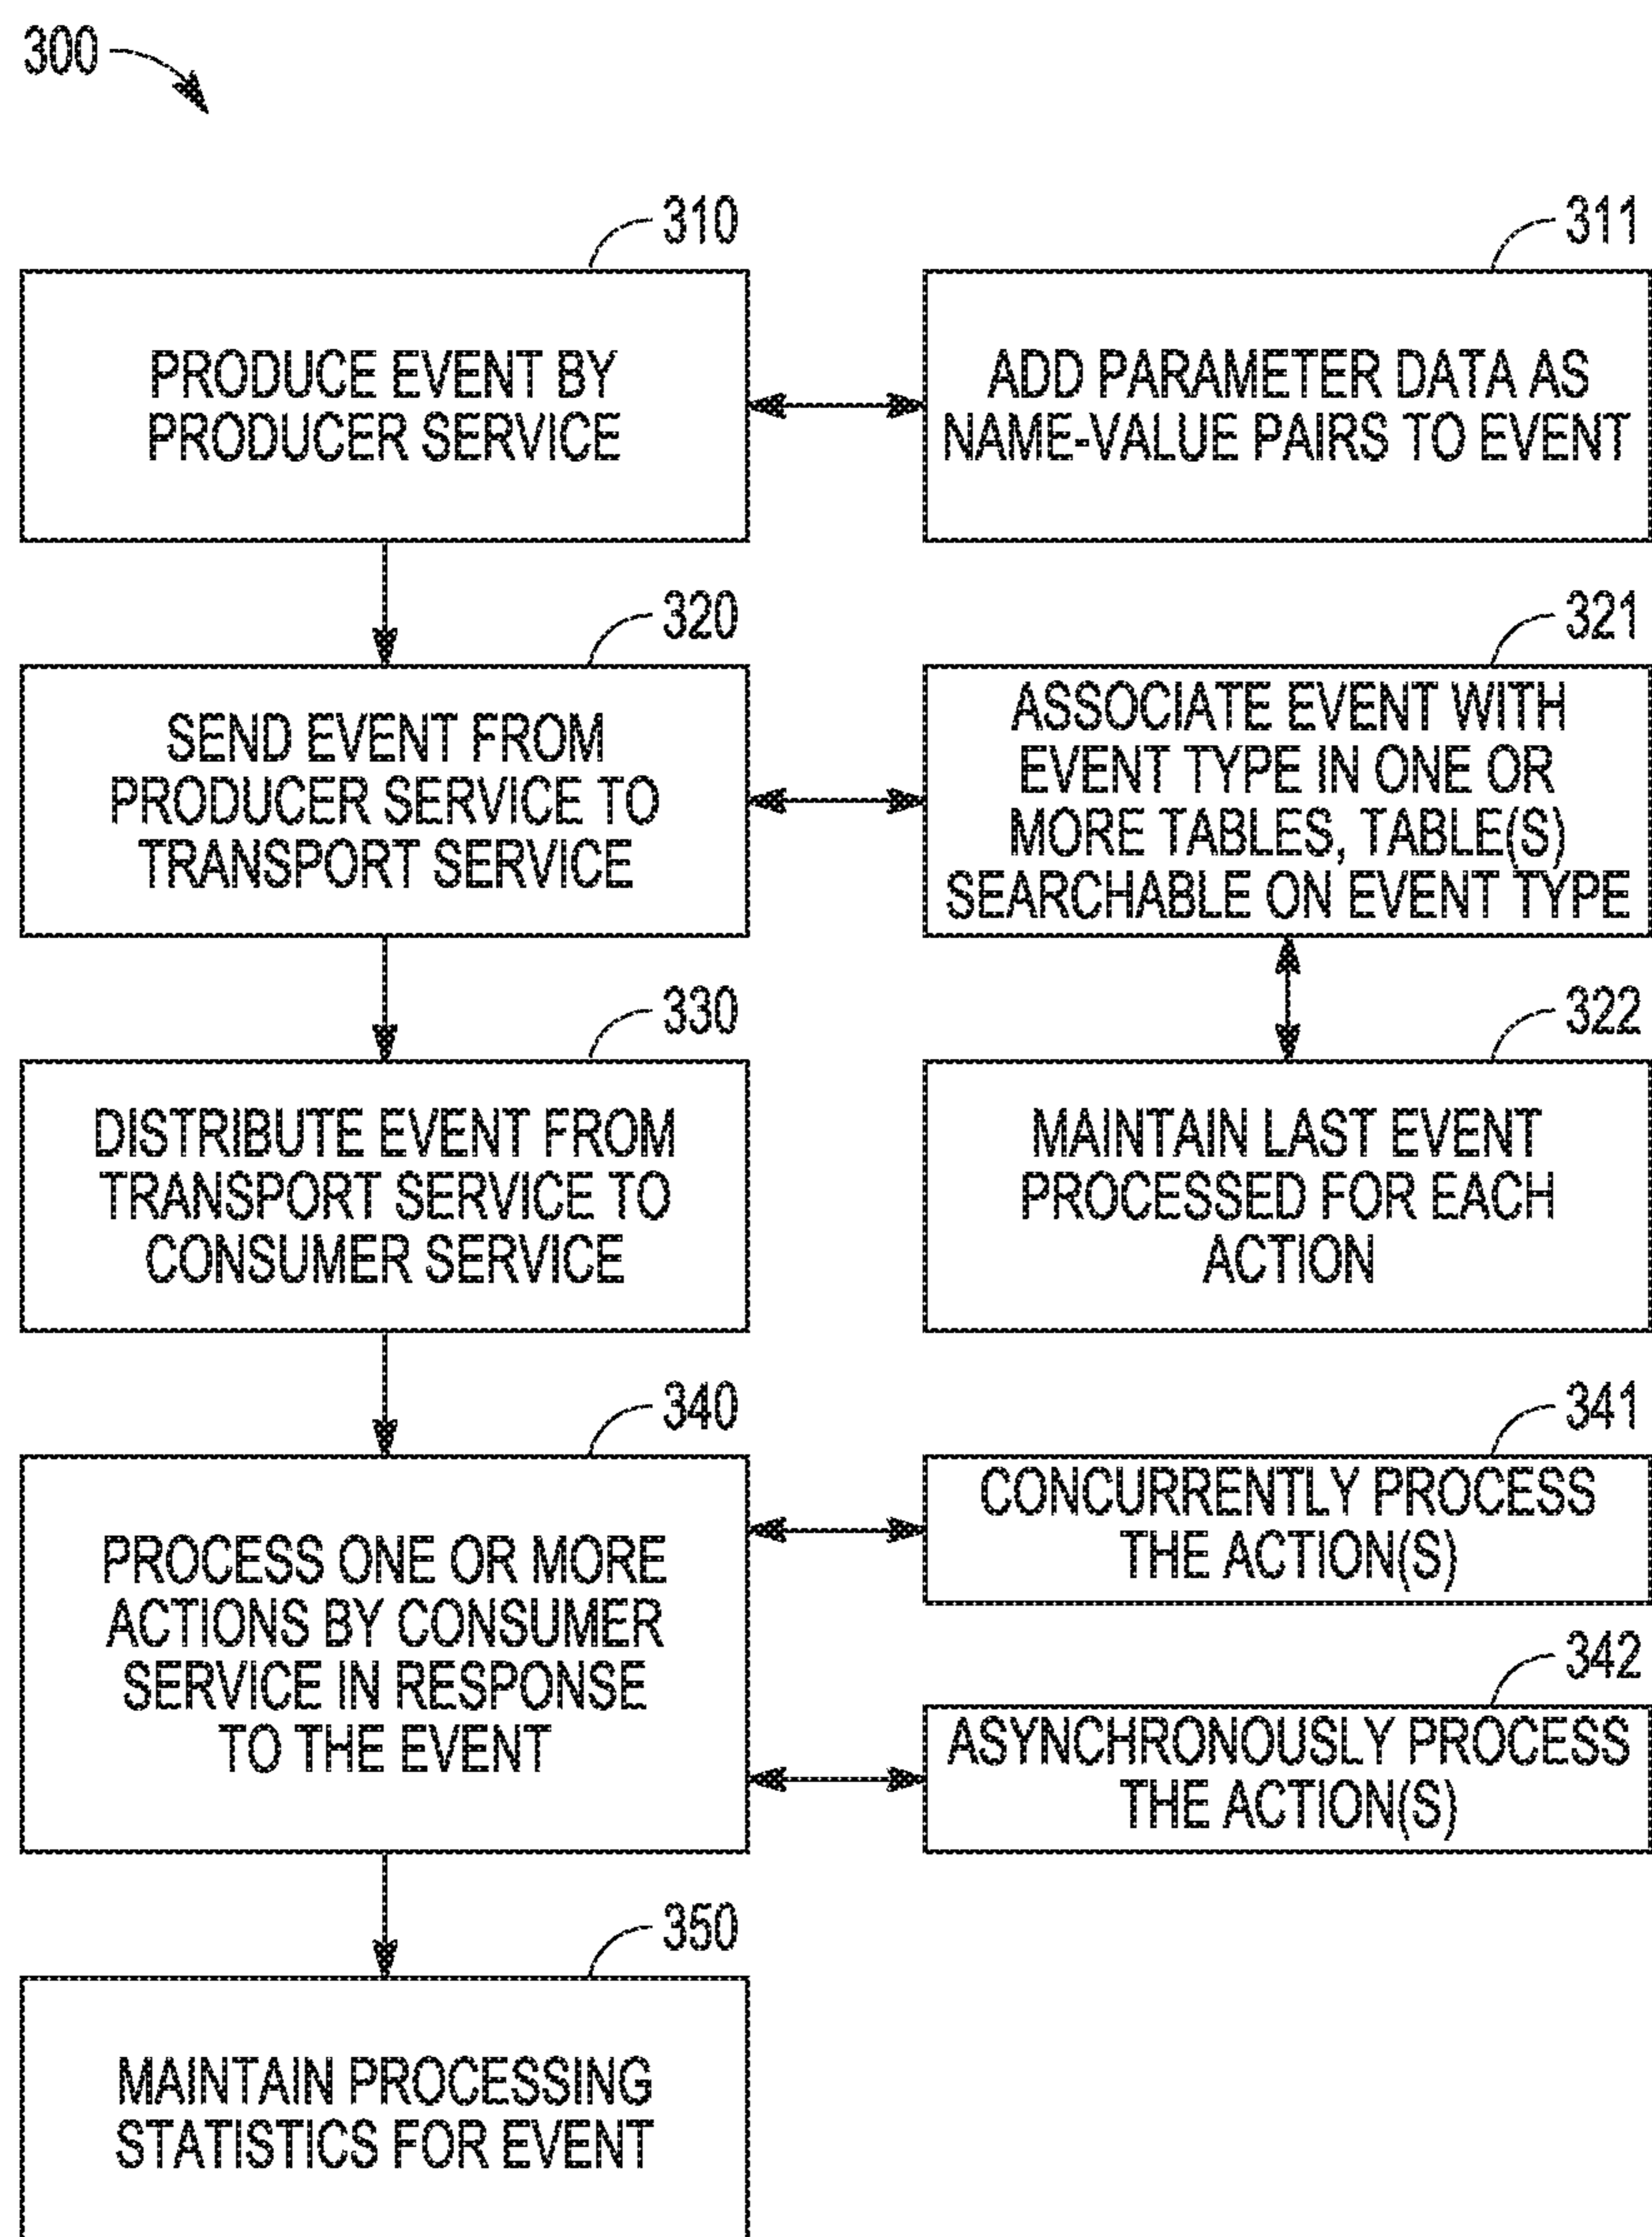 300
310
PRODUCE EVENT BY
PRODUCER SERVICE
311
ADD PARAMETER DATA AS
NAME-VALUE PAIRS TO EVENT
320
SEND EVENT FROM
PRODUCER SERVICE TO
TRANSPORT SERVICE
321
ASSOCIATE EVENT WITH
EVENT TYPE IN ONE OR
MORE TABLES, TABLE(S)
SEARCHABLE ON EVENT TYPE
330
DISTRIBUTE EVENT FROM
TRANSPORT SERVICE TO
CONSUMER SERVICE
322
MAINTAIN LAST EVENT
PROCESSED FOR EACH
ACTION
340
PROCESS ONE OR MORE
ACTIONS BY CONSUMER
SERVICE IN RESPONSE
TO THE EVENT
341
CONCURRENTLY PROCESS
THE ACTION(S)
342
ASYNCHRONOUSLY PROCESS
THE ACTION(S)
350
MAINTAIN PROCESSING
STATISTICS FOR EVENT